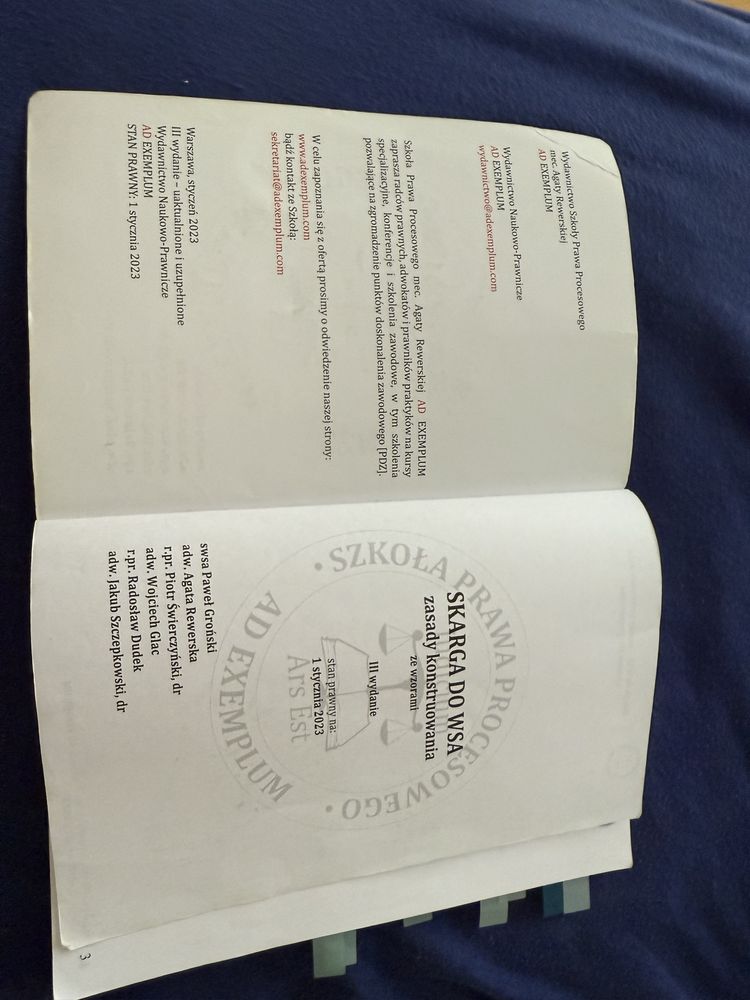 Wydawnictwo Szkoły Prawa Procesowego
mec. Agaty Rewerskiej
AD EXEMPLUM
Wydawnictwo Naukowo-Prawnicze
AD EXEMPLUM
wydawnictwo@adexemplum.com
Szkoła Prawa Procesowego mec. Agaty Rewerskiej AD EXEMPLUM
zaprasza radców prawnych, adwokatów i prawników praktyków na kursy
specjalizacyjne, konferencje i szkolenia zawodowe, w tym szkolenia
pozwalające na zgromadzenie punktów doskonalenia zawodowego [PDZ].
W celu zapoznania się z ofertą prosimy o odwiedzenie naszej strony:
www.adexemplum.com
bądź kontakt ze Szkołą:
sekretariat@adexemplum.com
Warszawa, styczeń 2023
III wydanie – uaktualnione i uzupełnione
Wydawnictwo Naukowo-Prawnicze
AD EXEMPLUM
STAN PRAWNY: 1 stycznia 2023
SKARGA DO WSA
zasady konstruowania
ze wzorami
III wydanie
stan prawny na:
1 stycznia 2023
• SZKOŁA PRAWA PROCESOWEGO •
AD EXEMPLUM
Ars Est
swsa Paweł Groński
adw. Agata Rewerska
r.pr. Piotr Świerczyński, dr
adw. Wojciech Glac
r.pr. Radosław Dudek
adw. Jakub Szczepkowski, dr
3